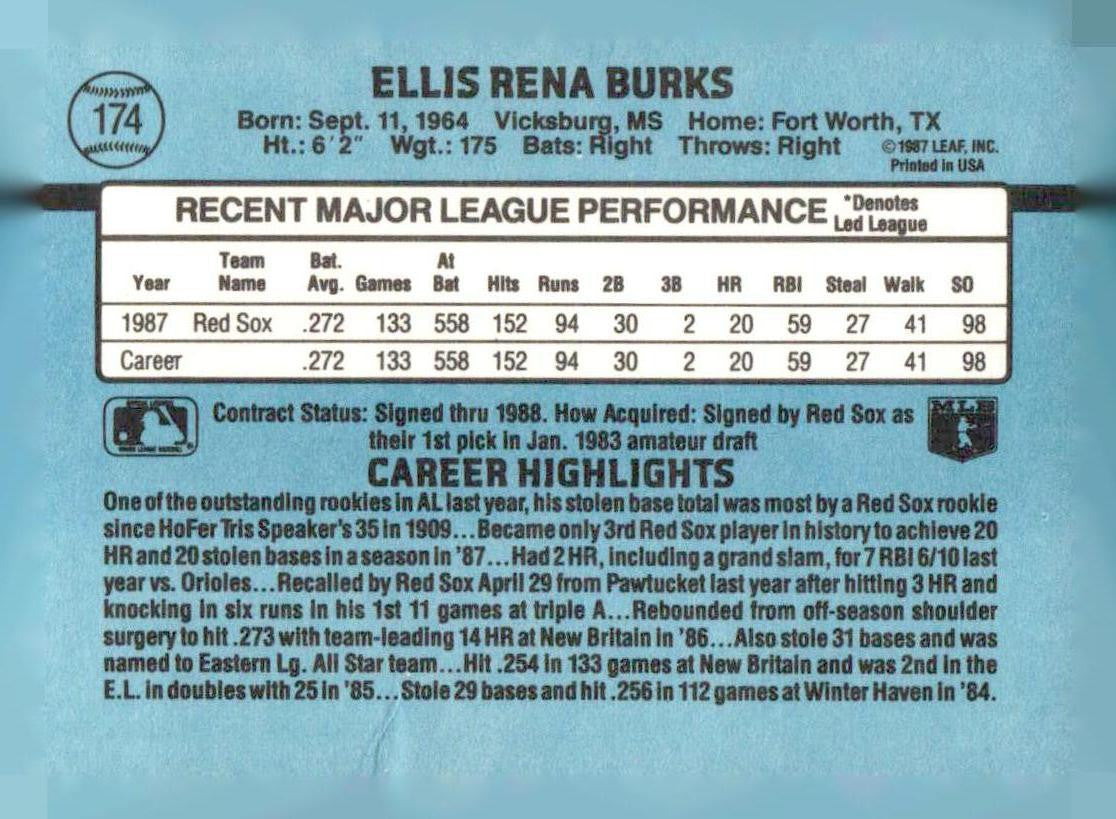 174
ELLIS RENA BURKS
Born: Sept. 11, 1964 Vicksburg, MS Home: Fort Worth, TX
Ht.: 6'2" Wgt.: 175 Bats: Right Throws: Right ©1987 LEAF, INC.
Printed in USA
RECENT MAJOR LEAGUE PERFORMANCE *Denotes Led League
Year Team Name Bat. Avg. Games At Bat Hits Runs 2B 3B HR RBI Steal Walk SO
1987 Red Sox .272 133 558 152 94 30 2 20 59 27 41 98
Career .272 133 558 152 94 30 2 20 59 27 41 98
Contract Status: Signed thru 1988. How Acquired: Signed by Red Sox as
their 1st pick in Jan. 1983 amateur draft
MLB
CAREER HIGHLIGHTS
One of the outstanding rookies in AL last year, his stolen base total was most by a Red Sox rookie
since HoFer Tris Speaker's 35 in 1909...Became only 3rd Red Sox player in history to achieve 20
HR and 20 stolen bases in a season in '87...Had 2 HR, including a grand slam, for 7 RBI 6/10 last
year vs. Orioles...Recalled by Red Sox April 29 from Pawtucket last year after hitting 3 HR and
knocking in six runs in his 1st 11 games at triple A...Rebounded from off-season shoulder
surgery to hit .273 with team-leading 14 HR at New Britain in '86...Also stole 31 bases and was
named to Eastern Lg. All Star team...Hit .254 in 133 games at New Britain and was 2nd in the
E.L. in doubles with 25 in '85...Stole 29 bases and hit .256 in 112 games at Winter Haven in '84.